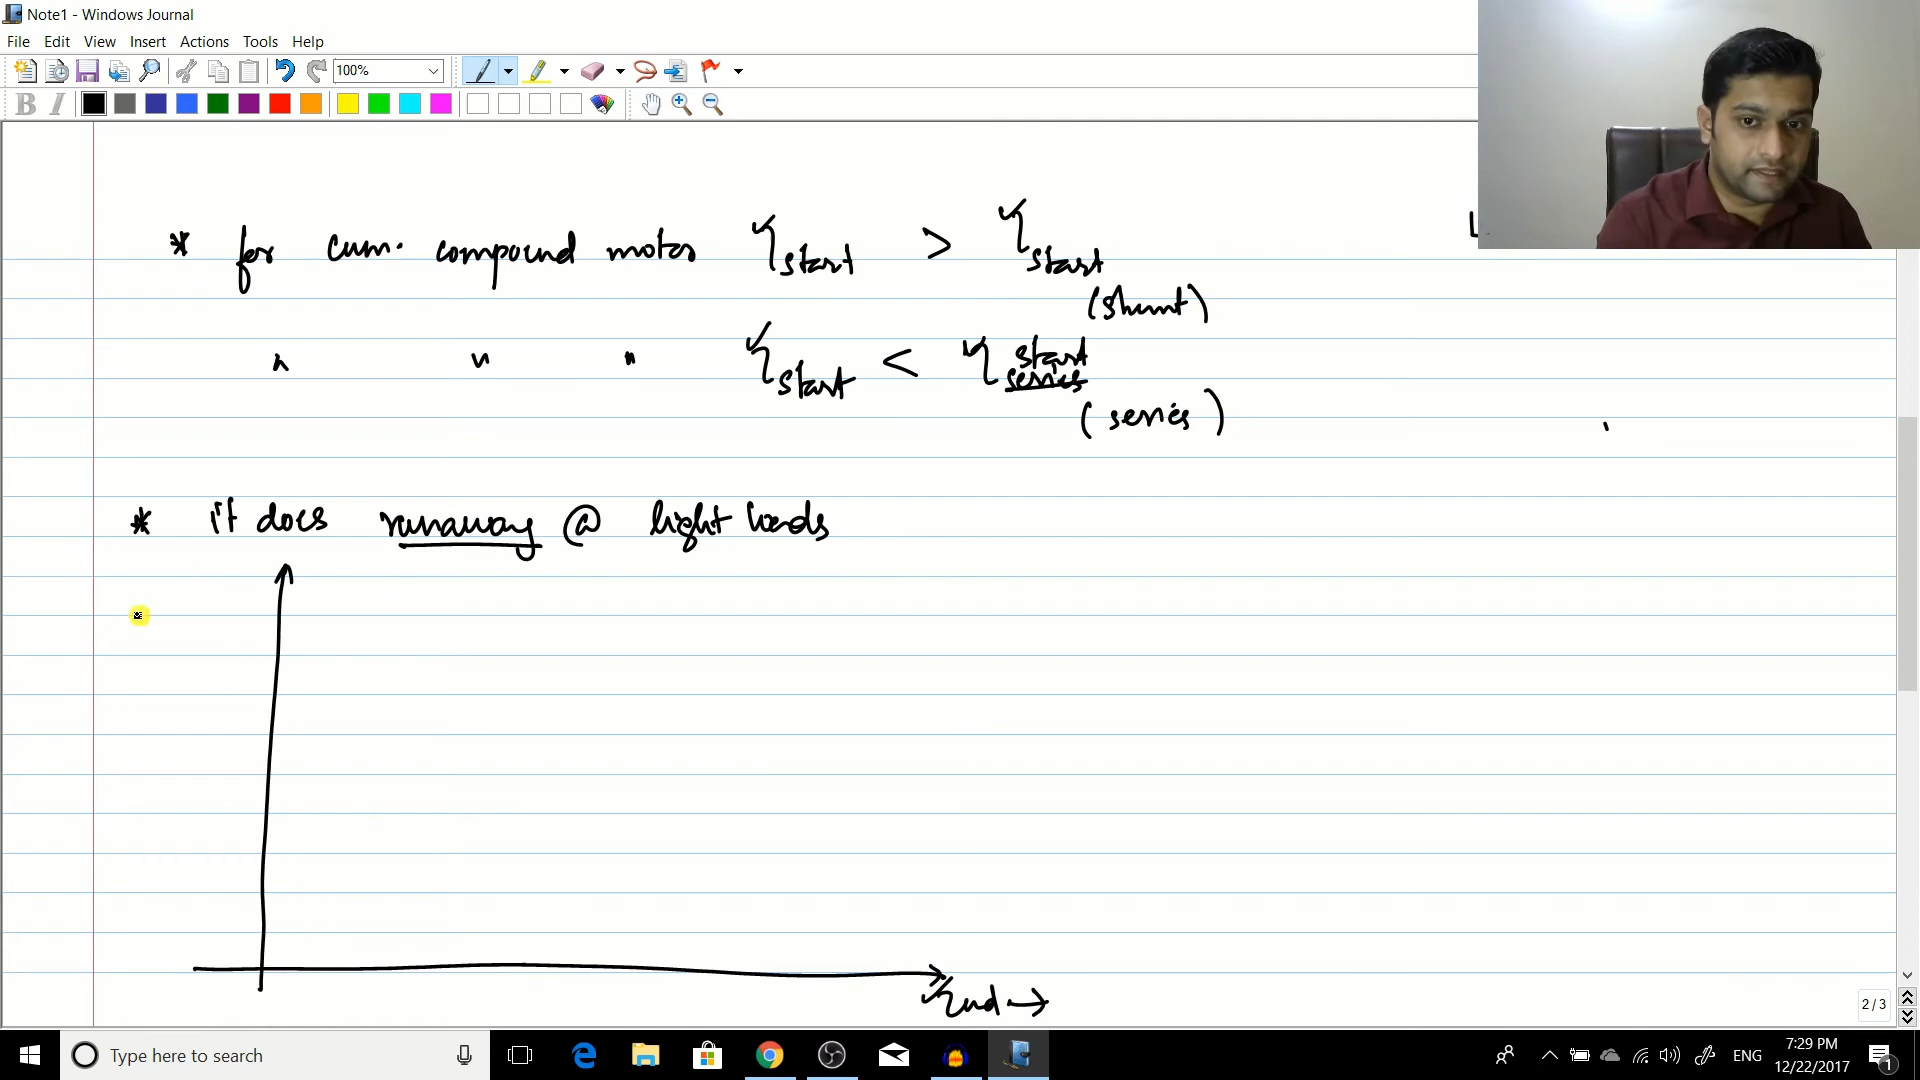 Note1 - Windows Journal
File Edit View Insert Actions Tools Help
100%
B I
* for cum. compound motor τstart > τstart
(shunt)
" " " τstart < τ start
series
(series)
* it does runaway @ light loads
τind →
2 / 3
Type here to search
ENG
7:29 PM
12/22/2017
1